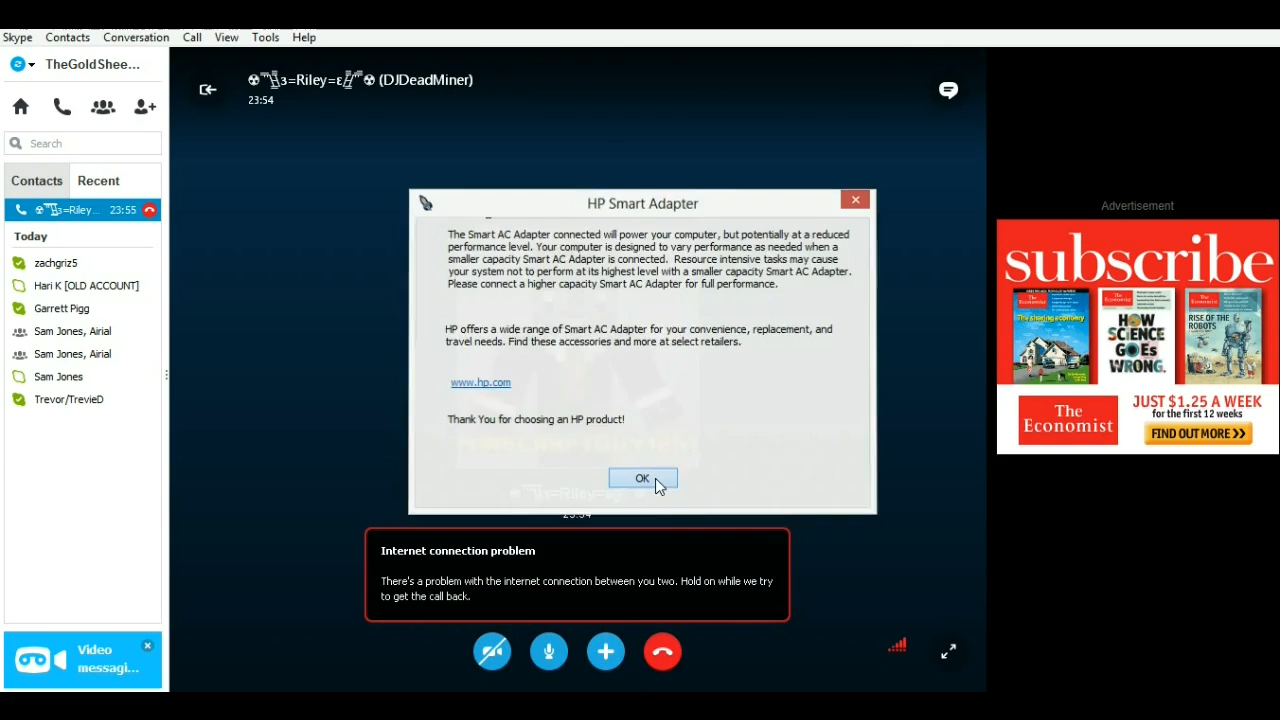 Skype Contacts Conversation Call View Tools Help
TheGoldShee...
Search
Contacts Recent
23:55
Today
zachgriz5
Hari K [OLD ACCOUNT]
Garrett Pigg
Sam Jones, Airial
Sam Jones, Airial
Sam Jones
Trevor/TrevieD
Video
messagi...
=Riley= (DJDeadMiner)
23:54
HP Smart Adapter
The Smart AC Adapter connected will power your computer, but potentially at a reduced
performance level. Your computer is designed to vary performance as needed when a
smaller capacity Smart AC Adapter is connected. Resource intensive tasks may cause
your system not to perform at its highest level with a smaller capacity Smart AC Adapter.
Please connect a higher capacity Smart AC Adapter for full performance.
HP offers a wide range of Smart AC Adapter for your convenience, replacement, and
travel needs. Find these accessories and more at select retailers.
www.hp.com
Thank You for choosing an HP product!
OK
Internet connection problem
There's a problem with the internet connection between you two. Hold on while we try
to get the call back.
Advertisement
subscribe
The sharing economy
HOW
SCIENCE
GOES
WRONG.
RISE OF THE
ROBOTS
The
Economist
JUST $1.25 A WEEK
for the first 12 weeks
FIND OUT MORE >>